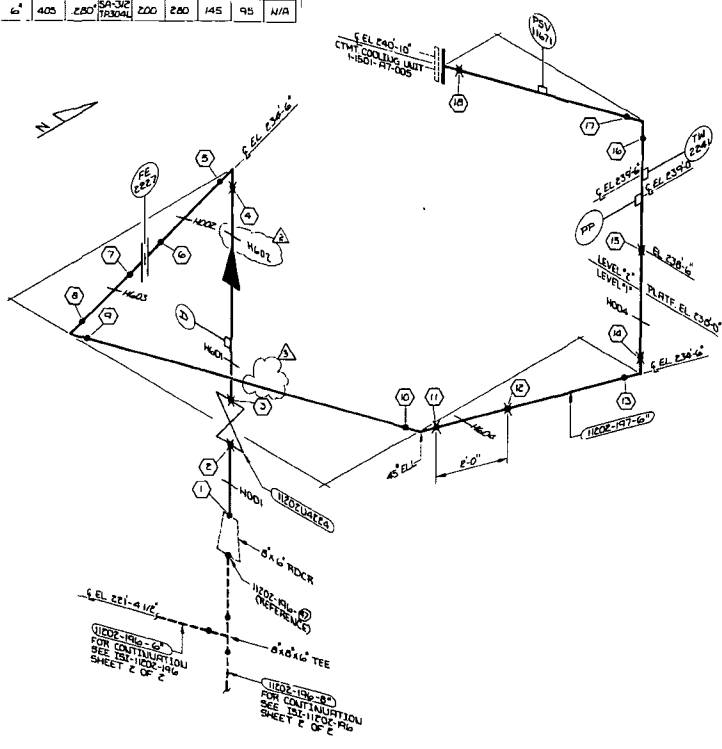 6" 40S .280" SA-312 TP304L 200 280 145 95 N/A
N
PSV 11671
℄ EL 240'-10"
CTMT COOLING UNIT
1-1501-A7-005
18
17
16
TW 2241
℄ EL 239'-6"
℄ EL 239'-0"
PP
15
EL 238'-6"
LEVEL "2"
LEVEL "1"
PLATF. EL 238'-0"
H004
14
℄ EL 234'-6"
℄ EL 236'-6"
FE 2227
5
4
H002
2
H602
7
6
H603
8
9
D
H601
3
3
10
11
12
13
H604
45° ELL
2'-0"
11202-197-6"
2
11202U4224
H001
1
8" x 6" RDCR
11202-196-47
(REFERENCE)
℄ EL 221'-4 1/2"
11202-196-6"
FOR CONTINUATION
SEE ISI-11202-196
SHEET 2 OF 2
8"x8"x6" TEE
11202-196-8"
FOR CONTINUATION
SEE ISI-11202-196
SHEET 2 OF 2